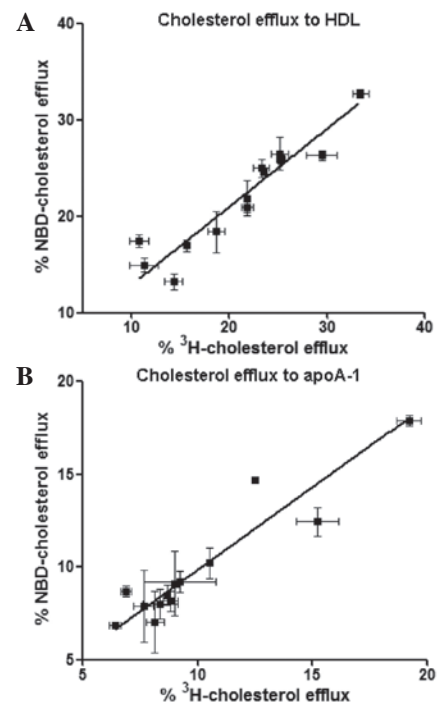 A
Cholesterol efflux to HDL
40
30
20
10
% NBD-cholesterol efflux
10 20 30 40
% ³H-cholesterol efflux
B
Cholesterol efflux to apoA-1
20
15
10
5
% NBD-cholesterol efflux
5 10 15 20
% ³H-cholesterol efflux